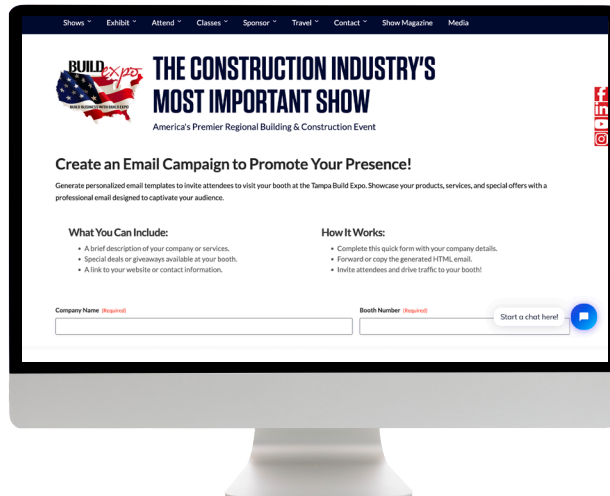 Shows
Exhibit
Attend
Classes
Sponsor
Travel
Contact
Show Magazine
Media
BUILD expo
BUILD BUSINESS WITH BUILD EXPO
THE CONSTRUCTION INDUSTRY'S
MOST IMPORTANT SHOW
America's Premier Regional Building & Construction Event
f
in
Create an Email Campaign to Promote Your Presence!
Generate personalized email templates to invite attendees to visit your booth at the Tampa Build Expo. Showcase your products, services, and special offers with a
professional email designed to captivate your audience.
What You Can Include:
• A brief description of your company or services.
• Special deals or giveaways available at your booth.
• A link to your website or contact information.
How It Works:
• Complete this quick form with your company details.
• Forward or copy the generated HTML email.
• Invite attendees and drive traffic to your booth!
Company Name (Required)
Booth Number (Required)
Start a chat here!